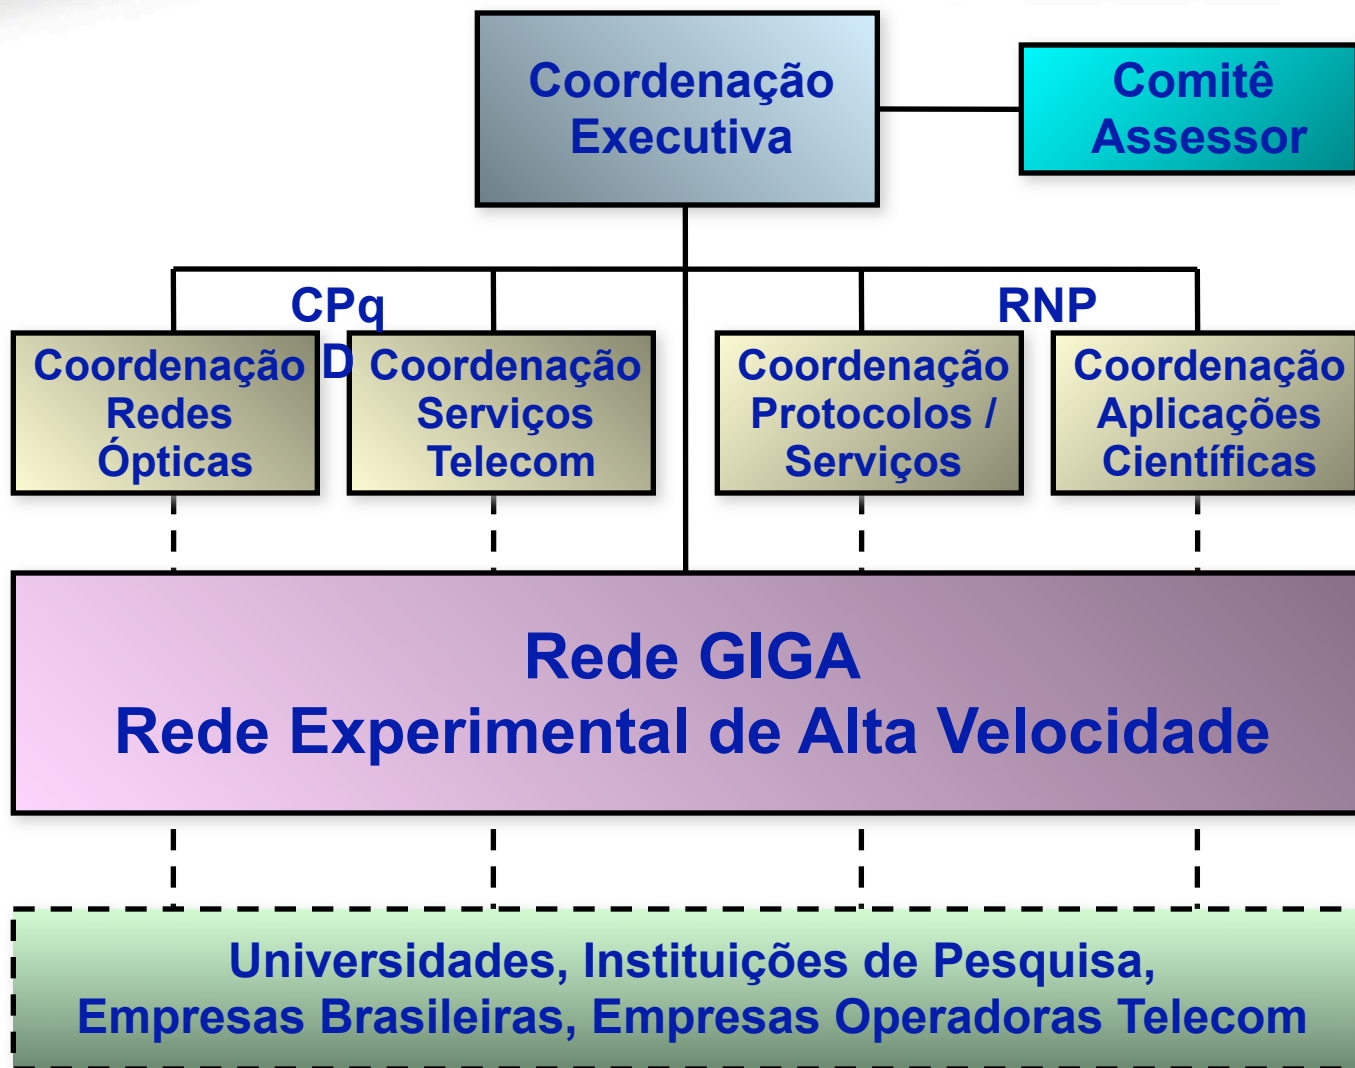 Coordenação
Executiva
Comitê
Assessor
CPq
D
RNP
Coordenação
Redes
Ópticas
Coordenação
Serviços
Telecom
Coordenação
Protocolos /
Serviços
Coordenação
Aplicações
Científicas
Rede GIGA
Rede Experimental de Alta Velocidade
Universidades, Instituições de Pesquisa,
Empresas Brasileiras, Empresas Operadoras Telecom